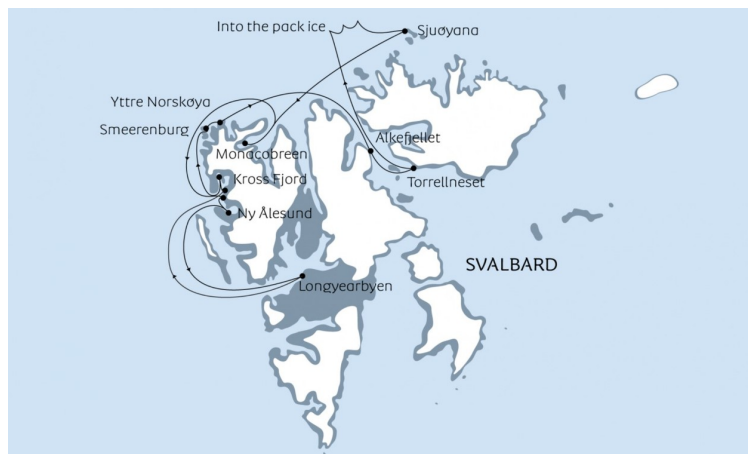 Into the pack ice
Sjuøyana
Yttre Norskøya
Smeerenburg
Alkefjellet
Monacobreen
Kross Fjord
Torrellneset
Ny Ålesund
SVALBARD
Longyearbyen